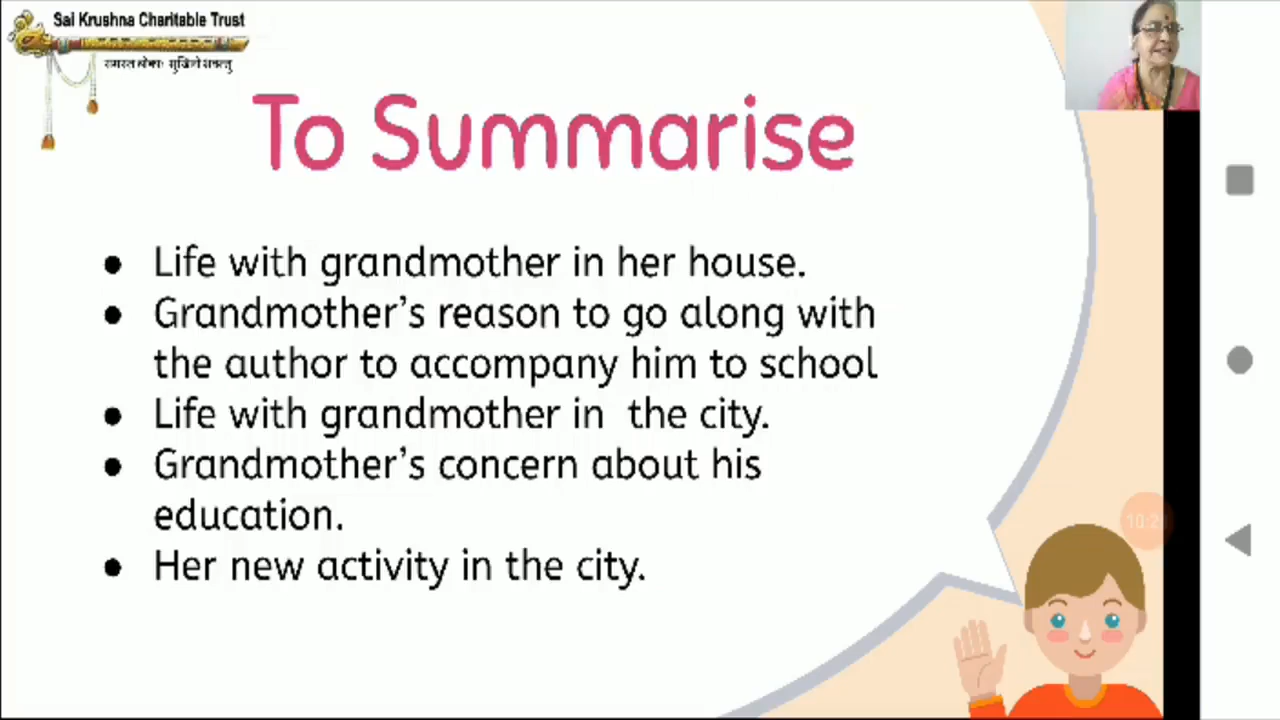 Sai Krushna Charitable Trust
To Summarise
● Life with grandmother in her house.
● Grandmother's reason to go along with
the author to accompany him to school
● Life with grandmother in the city.
● Grandmother's concern about his
education.
● Her new activity in the city.